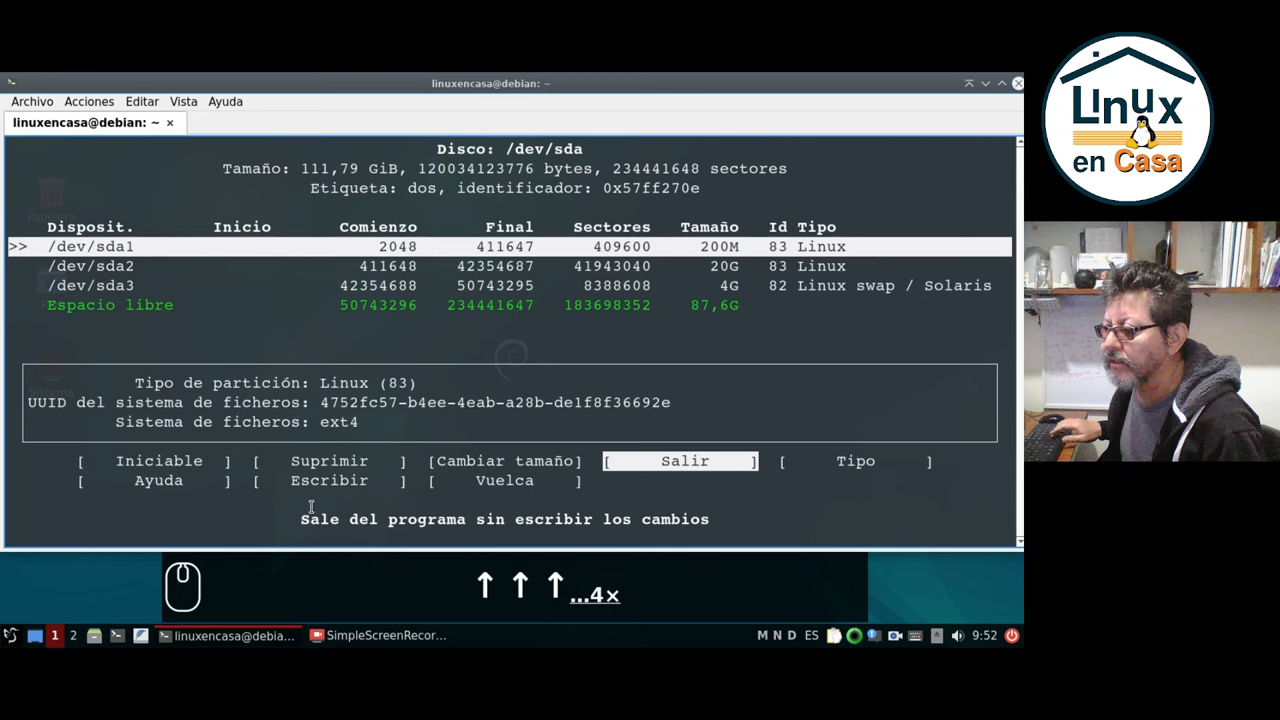 linuxencasa@debian: ~
Archivo Acciones Editar Vista Ayuda
linuxencasa@debian: ~ ×
Disco: /dev/sda
Tamaño: 111,79 GiB, 120034123776 bytes, 234441648 sectores
Etiqueta: dos, identificador: 0x57ff270e
Disposit. Inicio Comienzo Final Sectores Tamaño Id Tipo
>> /dev/sda1 2048 411647 409600 200M 83 Linux
/dev/sda2 411648 42354687 41943040 20G 83 Linux
/dev/sda3 42354688 50743295 8388608 4G 82 Linux swap / Solaris
Espacio libre 50743296 234441647 183698352 87,6G
Tipo de partición: Linux (83)
UUID del sistema de ficheros: 4752fc57-b4ee-4eab-a28b-de1f8f36692e
Sistema de ficheros: ext4
[ Iniciable ] [ Suprimir ] [Cambiar tamaño] [ Salir ] [ Tipo ]
[ Ayuda ] [ Escribir ] [ Vuelca ]
Sale del programa sin escribir los cambios
↑ ↑ ↑ ...4×
1 2 linuxencasa@debia... SimpleScreenRecor... M N D ES 9:52
Linux
en Casa